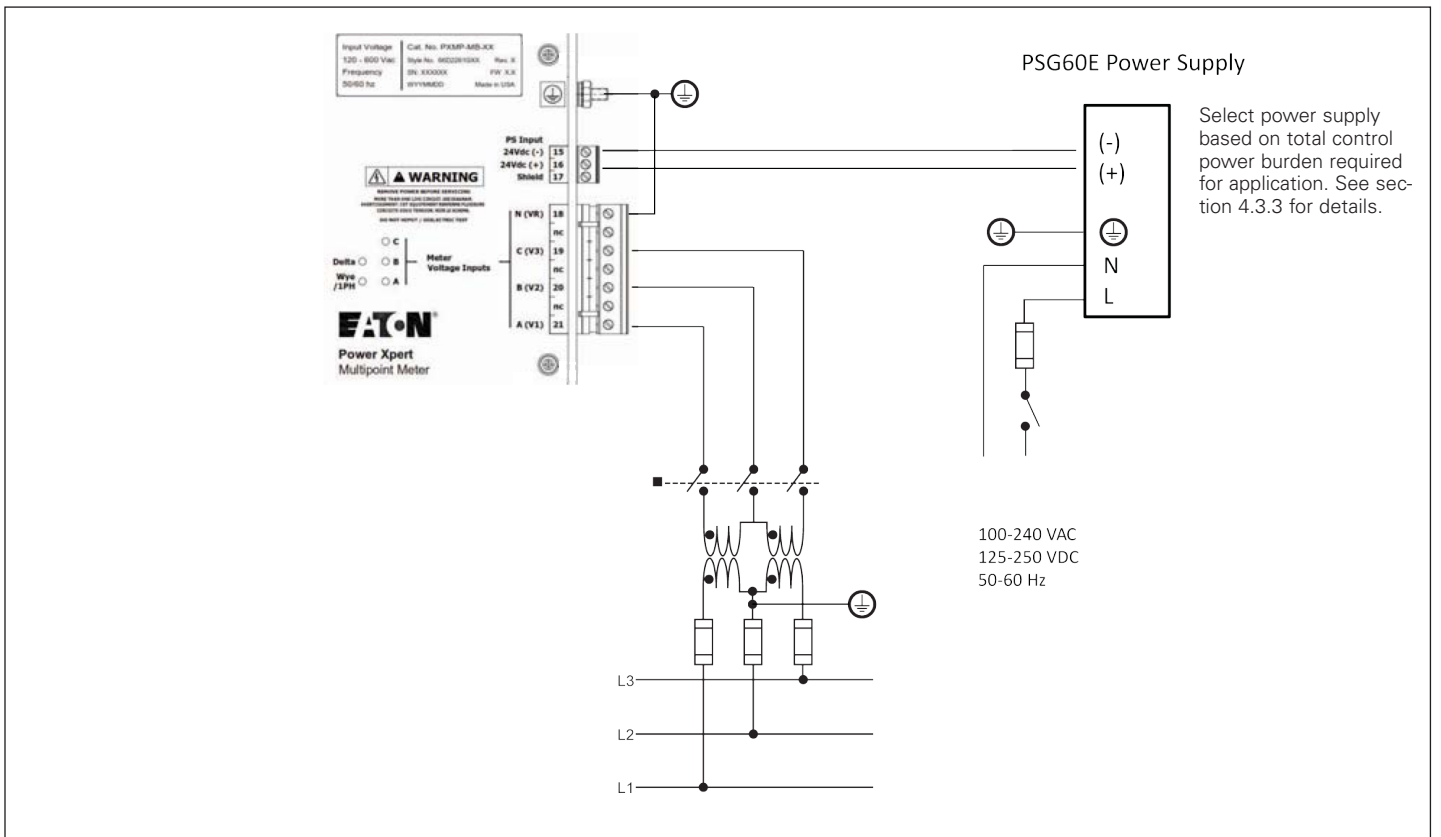 Input Voltage
120 - 600 Vac
Frequency
50/60 hz
Cat. No. PXMP-MB-XX
Rev. X
SN: XXXXXX FW X.X
WYYMMDD Made in USA
PS Input
24Vdc (-) 15
24Vdc (+) 16
Shield 17
WARNING
REMOVE POWER BEFORE SERVICING
N (VR) 18
nc
C (V3) 19
nc
B (V2) 20
nc
A (V1) 21
C
Delta B
Wye
/1PH A
Meter
Voltage Inputs
EATON
Power Xpert
Multipoint Meter
PSG60E Power Supply
(-)
(+)
N
L
Select power supply
based on total control
power burden required
for application. See sec-
tion 4.3.3 for details.
100-240 VAC
125-250 VDC
50-60 Hz
L3
L2
L1